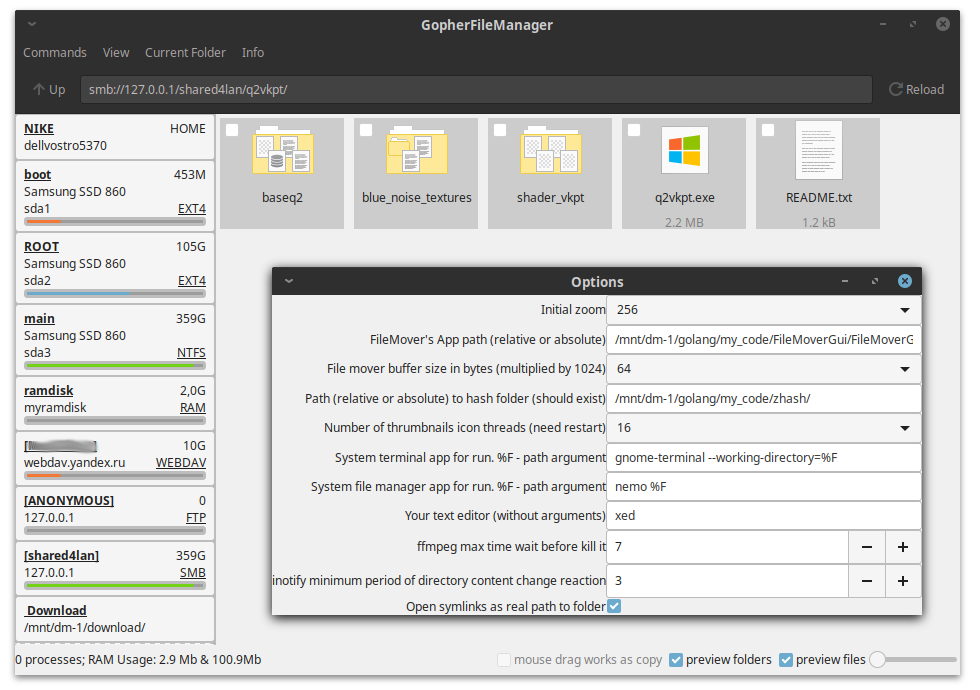 GopherFileManager
Commands View Current Folder Info
Up smb://127.0.0.1/shared4lan/q2vkpt/ Reload
NIKE HOME
dellvostro5370
boot 453M
Samsung SSD 860
sda1 EXT4
ROOT 105G
Samsung SSD 860
sda2 EXT4
main 359G
Samsung SSD 860
sda3 NTFS
ramdisk 2,0G
myramdisk RAM
10G
webdav.yandex.ru WEBDAV
[ANONYMOUS] 0
127.0.0.1 FTP
[shared4lan] 359G
127.0.0.1 SMB
Download
/mnt/dm-1/download/
baseq2 blue_noise_textures shader_vkpt q2vkpt.exe README.txt
2.2 MB 1.2 kB
Options
Initial zoom 256
FileMover's App path (relative or absolute) /mnt/dm-1/golang/my_code/FileMoverGui/FileMoverG
File mover buffer size in bytes (multiplied by 1024) 64
Path (relative or absolute) to hash folder (should exist) /mnt/dm-1/golang/my_code/zhash/
Number of thrumbnails icon threads (need restart) 16
System terminal app for run. %F - path argument gnome-terminal --working-directory=%F
System file manager app for run. %F - path argument nemo %F
Your text editor (without arguments) xed
ffmpeg max time wait before kill it 7 − +
inotify minimum period of directory content change reaction 3 − +
Open symlinks as real path to folder
0 processes; RAM Usage: 2.9 Mb & 100.9Mb mouse drag works as copy preview folders preview files